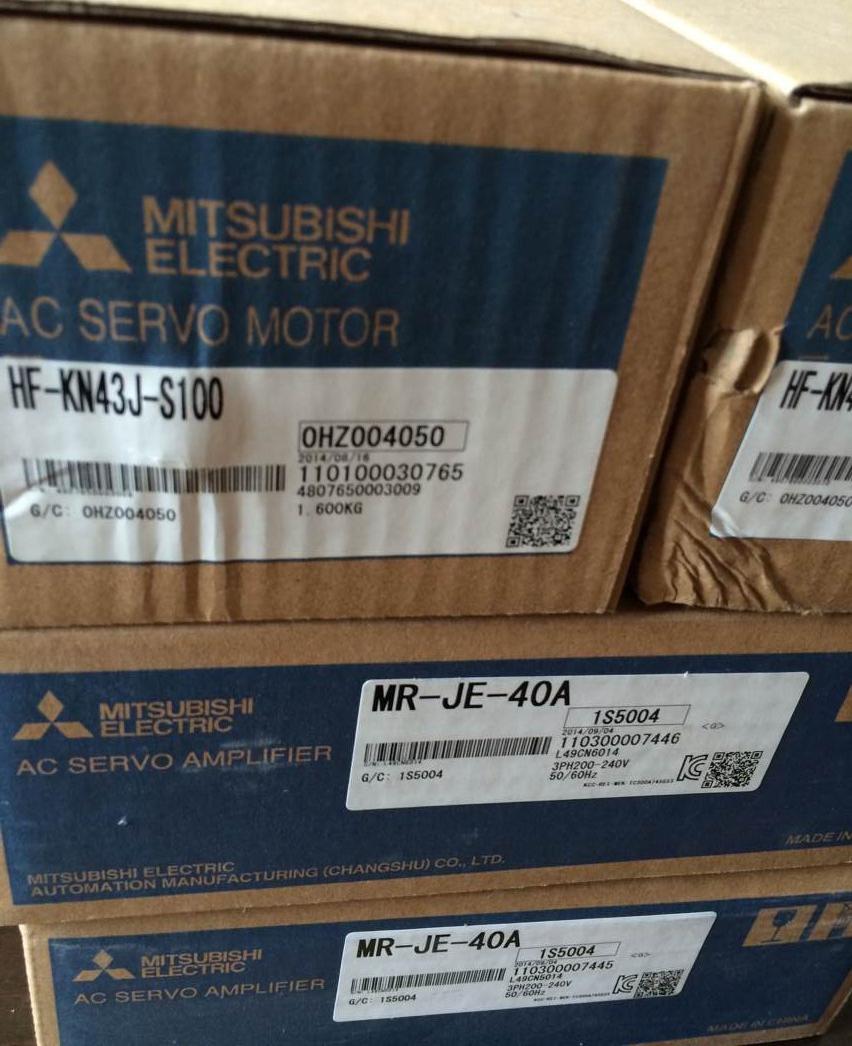 MITSUBISHI
ELECTRIC
AC SERVO MOTOR
HF-KN43J-S100
0HZ004050
2014/08/16
110100030765
4807650003009
G/C: 0HZ004050
1.600KG
AC
HF-KN4
G/C: 0HZ004050
MITSUBISHI
ELECTRIC
AC SERVO AMPLIFIER
MR-JE-40A
1S5004
<G>
2014/09/04
110300007446
L49CN6014
G/C: 1S5004
3PH200-240V
50/60Hz
MITSUBISHI ELECTRIC
AUTOMATION MANUFACTURING (CHANGSHU) CO., LTD.
MADE IN
MITSUBISHI
ELECTRIC
AC SERVO AMPLIFIER
MR-JE-40A
1S5004
<G>
2014/09/04
110300007445
L49CN5014
G/C: 1S5004
3PH200-240V
50/60Hz
MADE IN CHINA